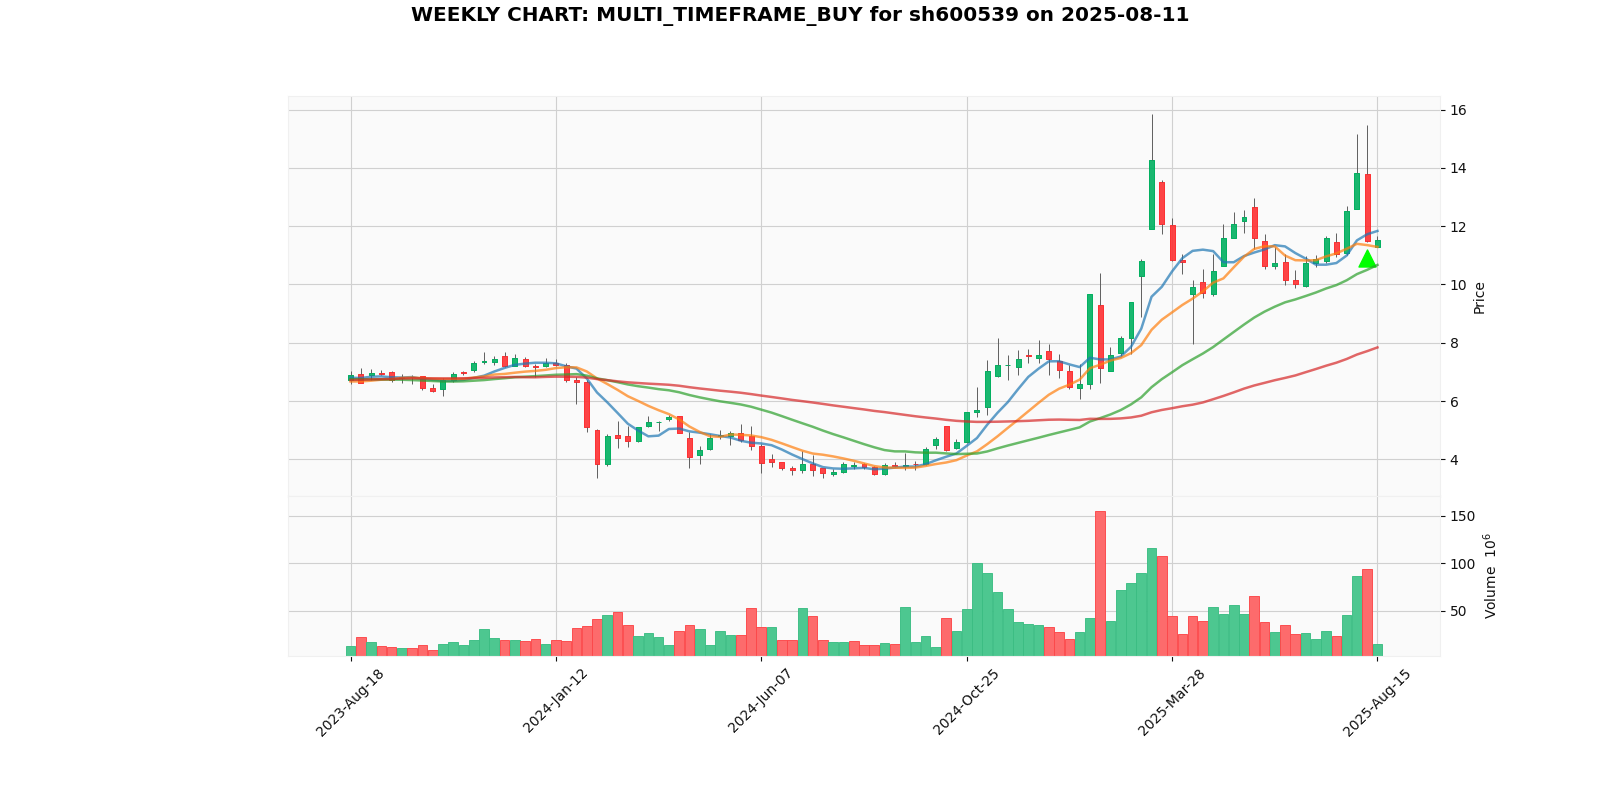 WEEKLY CHART: MULTI_TIMEFRAME_BUY for sh600539 on 2025-08-11
16
14
12
10
8
6
4
Price
150
100
50
Volume 10⁶
2023-Aug-18
2024-Jan-12
2024-Jun-07
2024-Oct-25
2025-Mar-28
2025-Aug-15